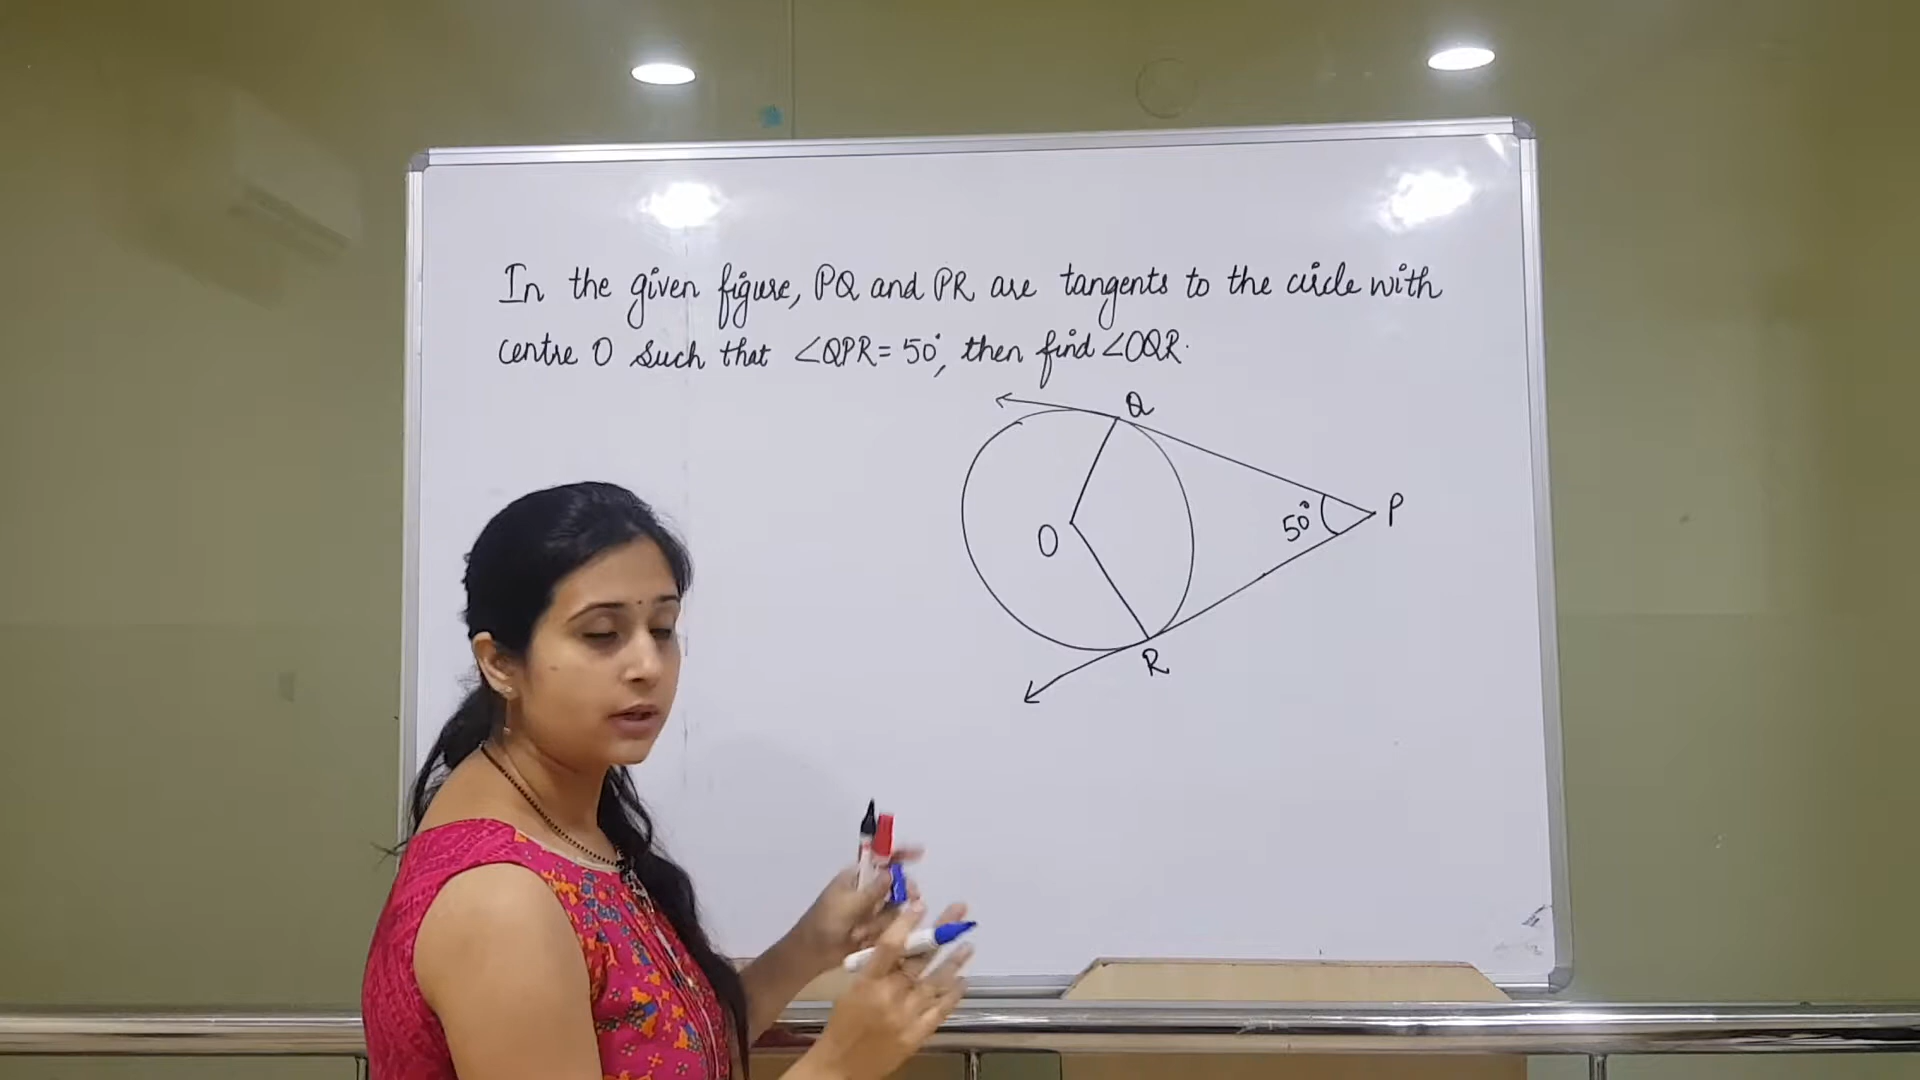 In the given figure, PQ and PR are tangents to the circle with
centre O such that ∠QPR= 50°, then find ∠OQR.
Q
P
50°
O
R